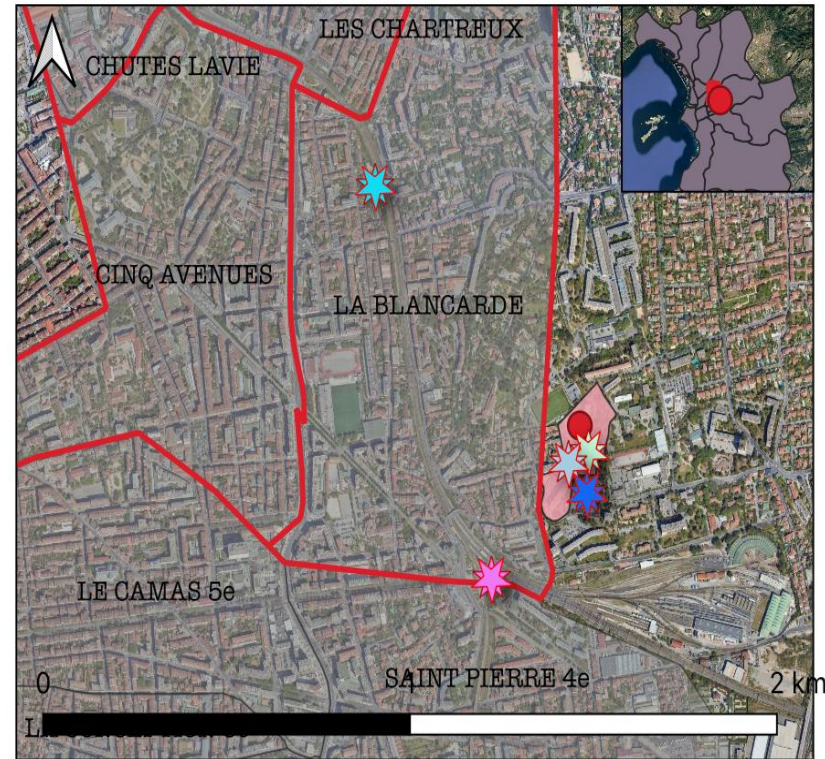 LES CHARTREUX
CHUTES LAVIE
CINQ AVENUES
LA BLANCARDE
LE CAMAS 5e
SAINT PIERRE 4e
0
2 km